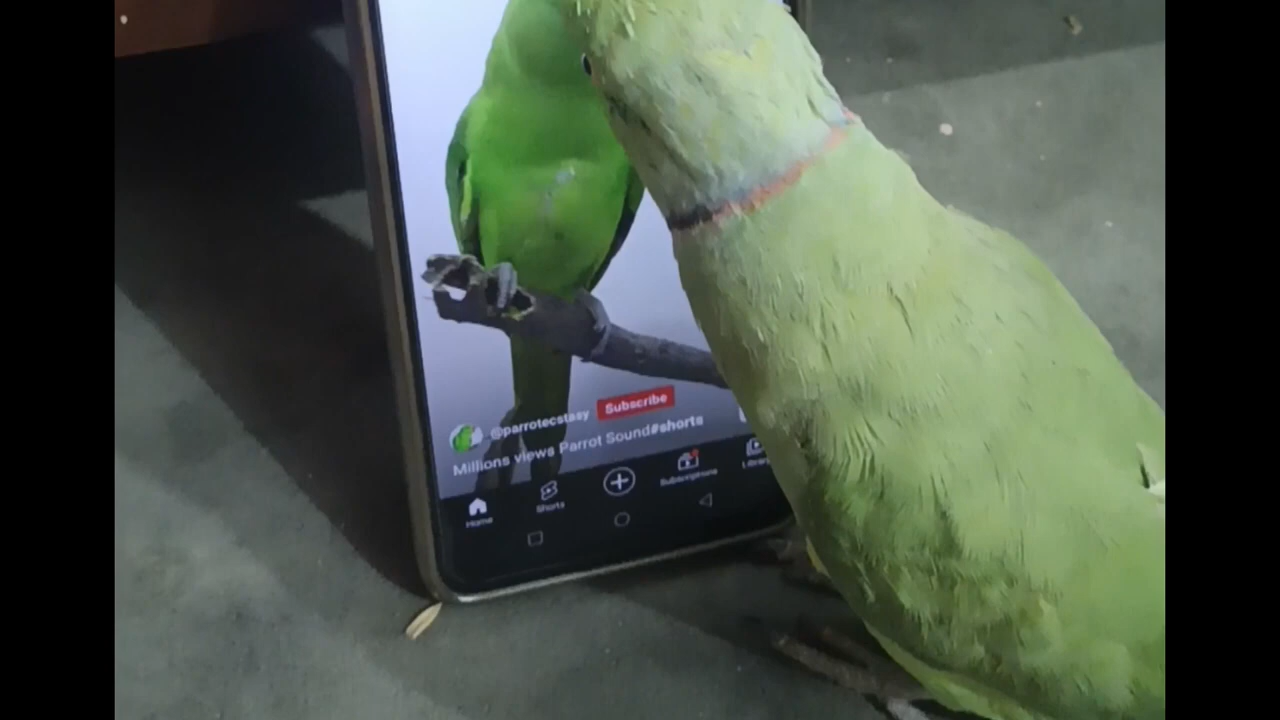 @parrotecstasy Subscribe
Millions views Parrot Sound#shorts
Home Shorts Subscriptions Library